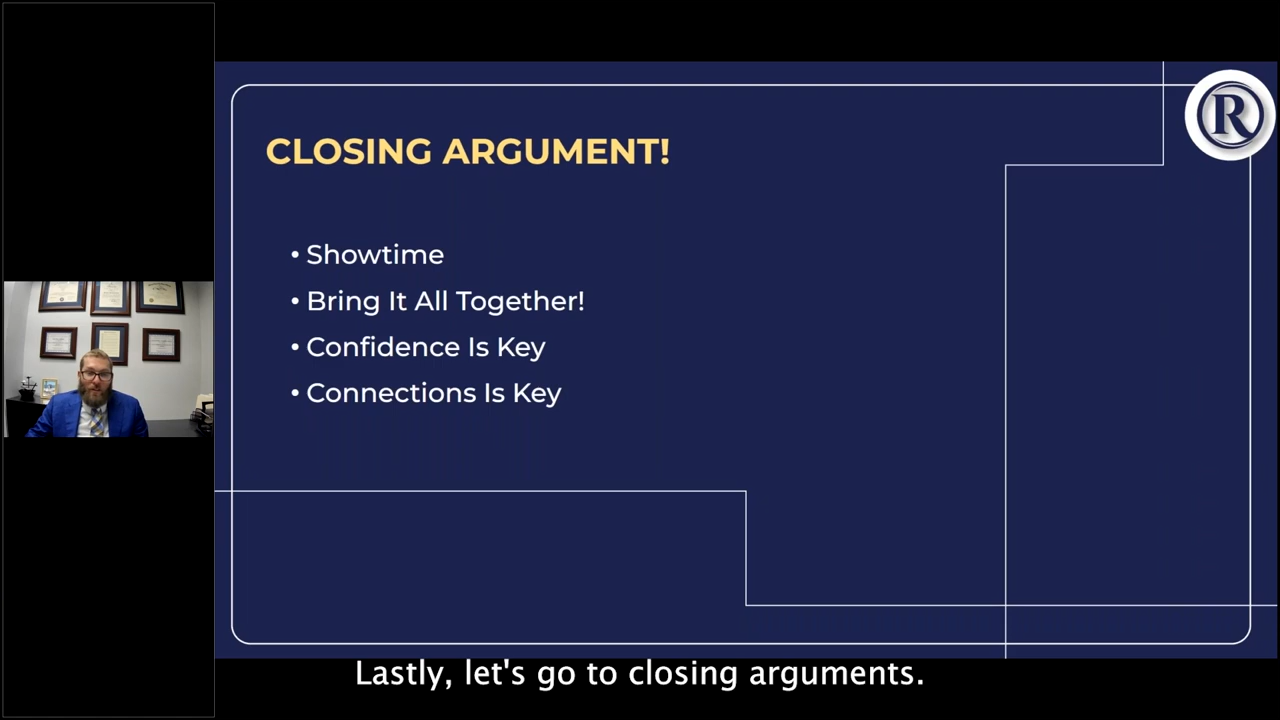 R
CLOSING ARGUMENT!
• Showtime
• Bring It All Together!
• Confidence Is Key
• Connections Is Key
Lastly, let's go to closing arguments.